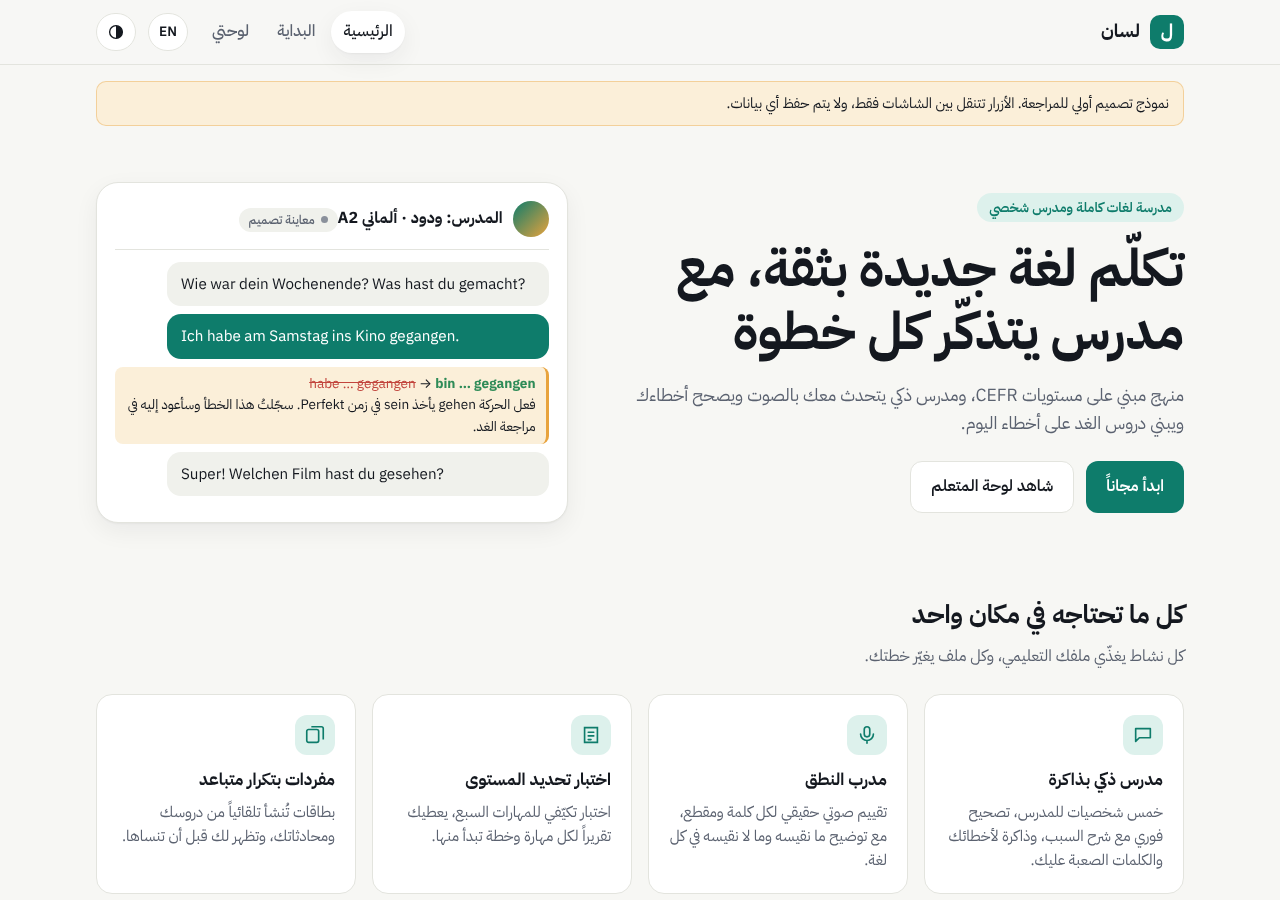 ل
لسان
الرئيسية
البداية
لوحتي
EN
نموذج تصميم أولي للمراجعة. الأزرار تتنقل بين الشاشات فقط، ولا يتم حفظ أي بيانات.
مدرسة لغات كاملة ومدرس شخصي
تكلّم لغة جديدة بثقة، مع
مدرس يتذكّر كل خطوة
منهج مبني على مستويات CEFR، ومدرس ذكي يتحدث معك بالصوت ويصحح أخطاءك
ويبني دروس الغد على أخطاء اليوم.
ابدأ مجاناً
شاهد لوحة المتعلم
المدرس: ودود · ألماني A2
معاينة تصميم
Wie war dein Wochenende? Was hast du gemacht?
Ich habe am Samstag ins Kino gegangen.
habe ... gegangen → bin ... gegangen
فعل الحركة gehen يأخذ sein في زمن Perfekt. سجّلتُ هذا الخطأ وسأعود إليه في
مراجعة الغد.
Super! Welchen Film hast du gesehen?
كل ما تحتاجه في مكان واحد
كل نشاط يغذّي ملفك التعليمي، وكل ملف يغيّر خطتك.
مدرس ذكي بذاكرة
خمس شخصيات للمدرس، تصحيح
فوري مع شرح السبب، وذاكرة لأخطائك
والكلمات الصعبة عليك.
مدرب النطق
تقييم صوتي حقيقي لكل كلمة ومقطع،
مع توضيح ما نقيسه وما لا نقيسه في كل
لغة.
اختبار تحديد المستوى
اختبار تكيّفي للمهارات السبع، يعطيك
تقريراً لكل مهارة وخطة تبدأ منها.
مفردات بتكرار متباعد
بطاقات تُنشأ تلقائياً من دروسك
ومحادثاتك، وتظهر لك قبل أن تنساها.